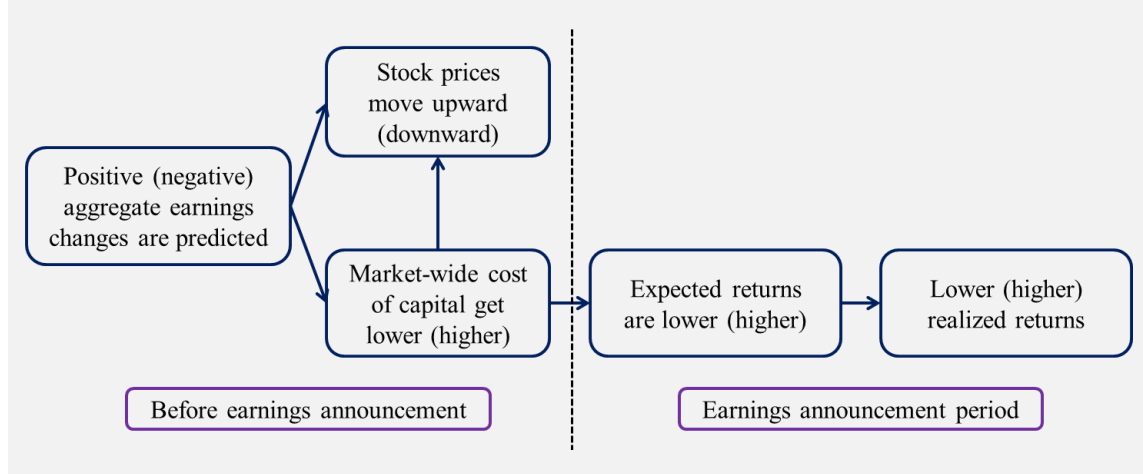 Stock prices
move upward
(downward)
Positive (negative)
aggregate earnings
changes are predicted
Market-wide cost
of capital get
lower (higher)
Expected returns
are lower (higher)
Lower (higher)
realized returns
Before earnings announcement
Earnings announcement period